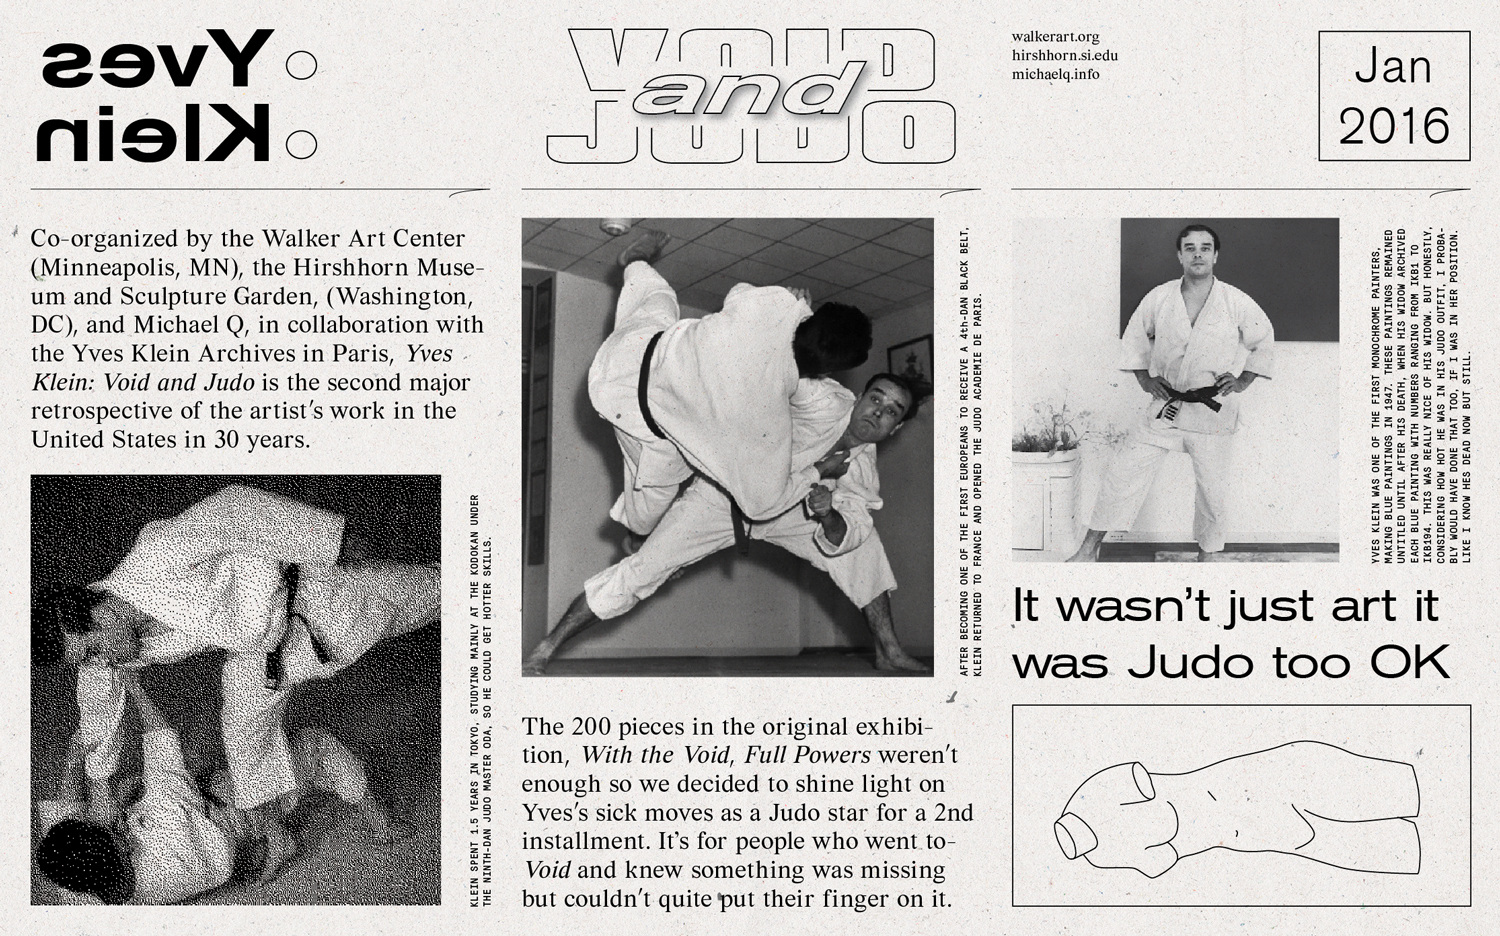 Yves :
Klein :
VOID
and
JUDO
walkerart.org
hirshhorn.si.edu
michaelq.info
Jan
2016
Co-organized by the Walker Art Center
(Minneapolis, MN), the Hirshhorn Muse-
um and Sculpture Garden, (Washington,
DC), and Michael Q, in collaboration with
the Yves Klein Archives in Paris, Yves
Klein: Void and Judo is the second major
retrospective of the artist's work in the
United States in 30 years.
KLEIN SPENT 1.5 YEARS IN TOKYO, STUDYING MAINLY AT THE KODOKAN UNDER
THE NINTH-DAN JUDO MASTER ODA, SO HE COULD GET HOTTER SKILLS.
AFTER BECOMING ONE OF THE FIRST EUROPEANS TO RECEIVE A 4th-DAN BLACK BELT,
KLEIN RETURNED TO FRANCE AND OPENED THE JUDO ACADEMIE DE PARIS.
The 200 pieces in the original exhibi-
tion, With the Void, Full Powers weren't
enough so we decided to shine light on
Yves's sick moves as a Judo star for a 2nd
installment. It's for people who went to-
Void and knew something was missing
but couldn't quite put their finger on it.
YVES KLEIN WAS ONE OF THE FIRST MONOCHROME PAINTERS,
MAKING BLUE PAINTINGS IN 1947. THESE PAINTINGS REMAINED
UNTITLED UNTIL AFTER HIS DEATH, WHEN HIS WIDOW ARCHIVED
EACH BLUE PAINTING WITH NUMBERS RANGING FROM IKB1 TO
IKB194. THIS WAS REALLY NICE OF HIS WIDOW. BUT HONESTLY,
CONSIDERING HOW HOT HE WAS IN HIS JUDO OUTFIT, I PROBA-
BLY WOULD HAVE DONE THAT TOO, IF I WAS IN HER POSITION.
LIKE I KNOW HES DEAD NOW BUT STILL.
It wasn't just art it
was Judo too OK